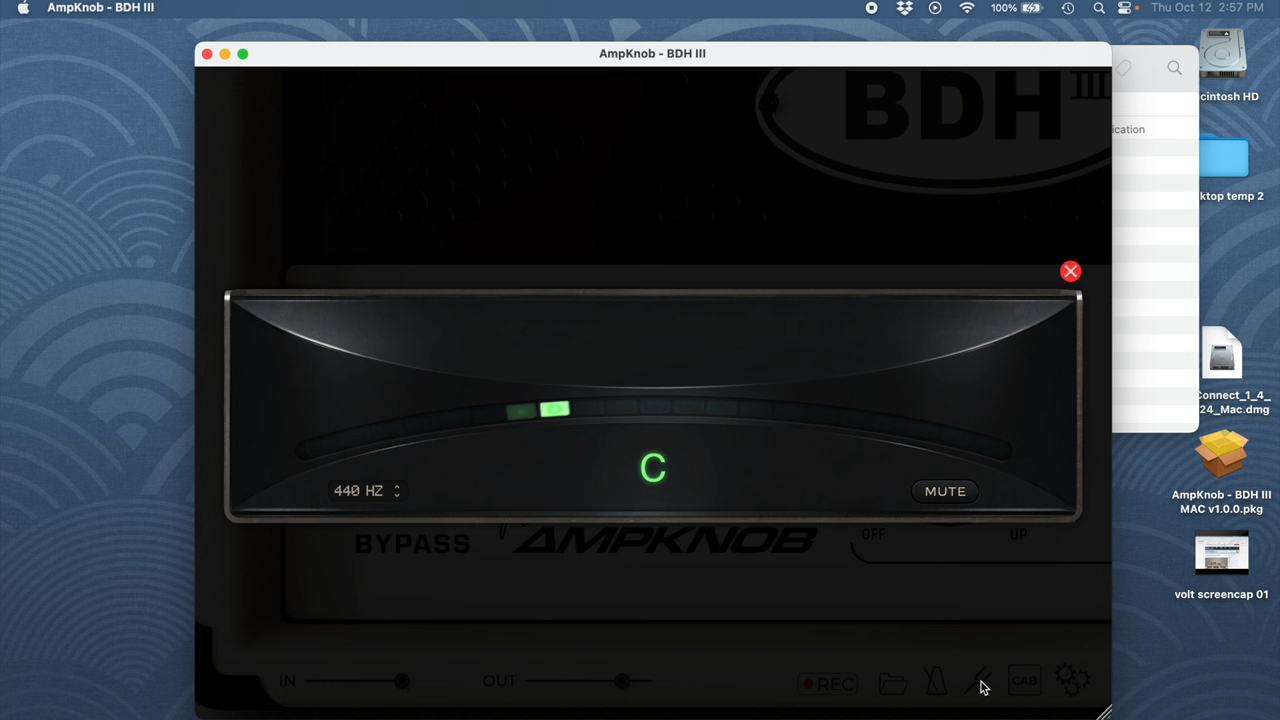 AmpKnob - BDH III
100%
Thu Oct 12 2:57 PM
AmpKnob - BDH III
BDH III
cintosh HD
ication
ktop temp 2
Connect_1_4_
24_Mac.dmg
C
440 HZ
MUTE
AmpKnob - BDH III
MAC v1.0.0.pkg
BYPASS
AMPKNOB
OFF
UP
volt screencap 01
IN
OUT
REC
CAB